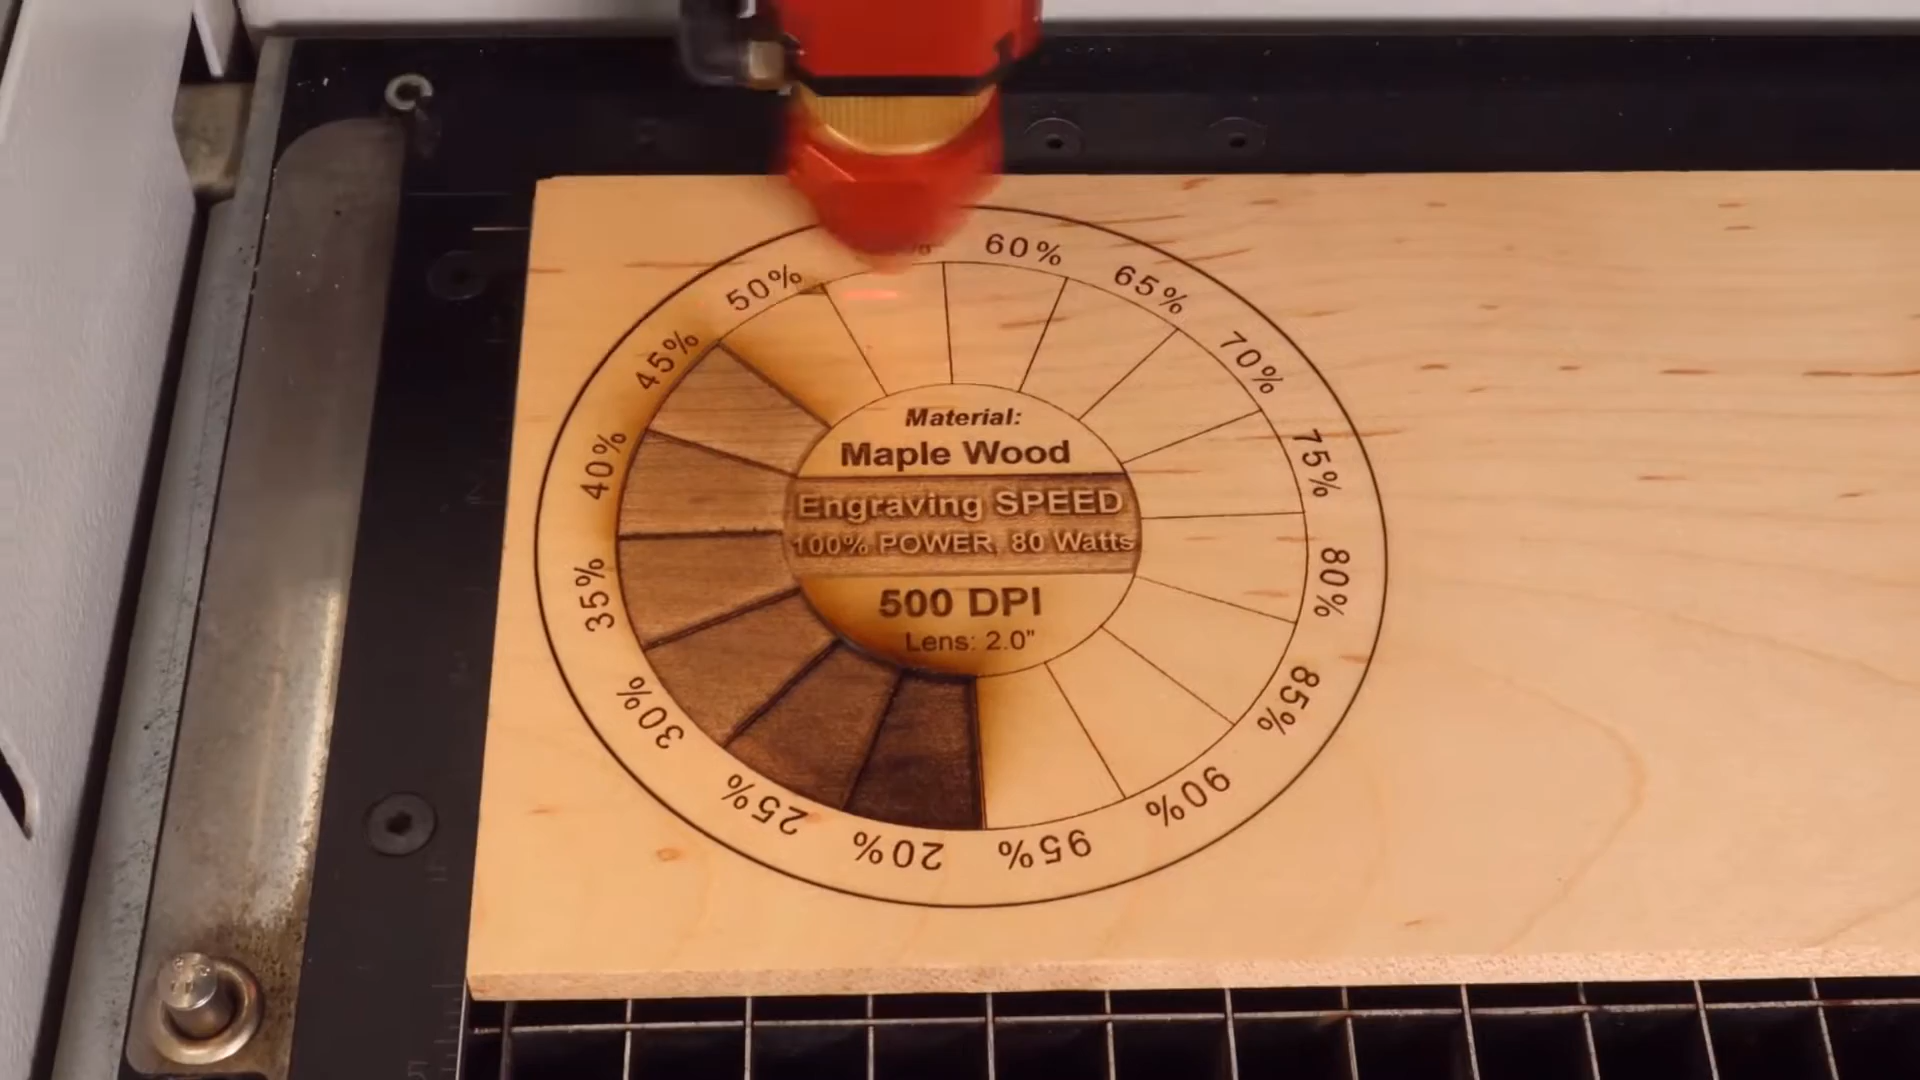 50%
60%
65%
45%
70%
40%
75%
Material:
Maple Wood
Engraving SPEED
100% POWER, 80 Watts
500 DPI
Lens: 2.0"
35%
80%
30%
85%
25%
90%
20%
95%